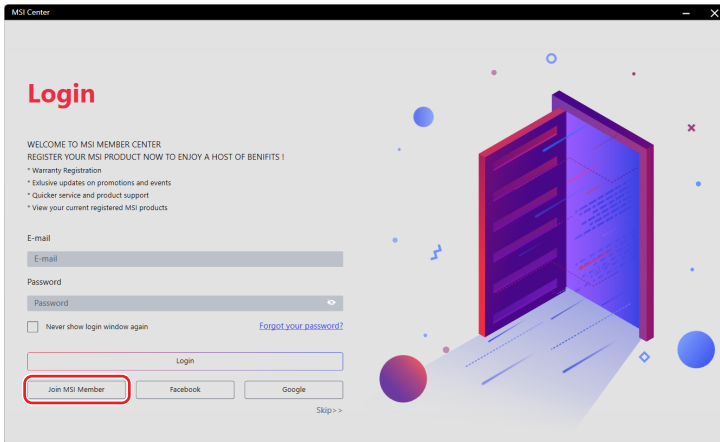 MSI Center
Login
WELCOME TO MSI MEMBER CENTER
REGISTER YOUR MSI PRODUCT NOW TO ENJOY A HOST OF BENIFITS !
* Warranty Registration
* Exlusive updates on promotions and events
* Quicker service and product support
* View your current registered MSI products
E-mail
E-mail
Password
Password
Never show login window again Forgot your password?
Login
Join MSI Member Facebook Google
Skip>>